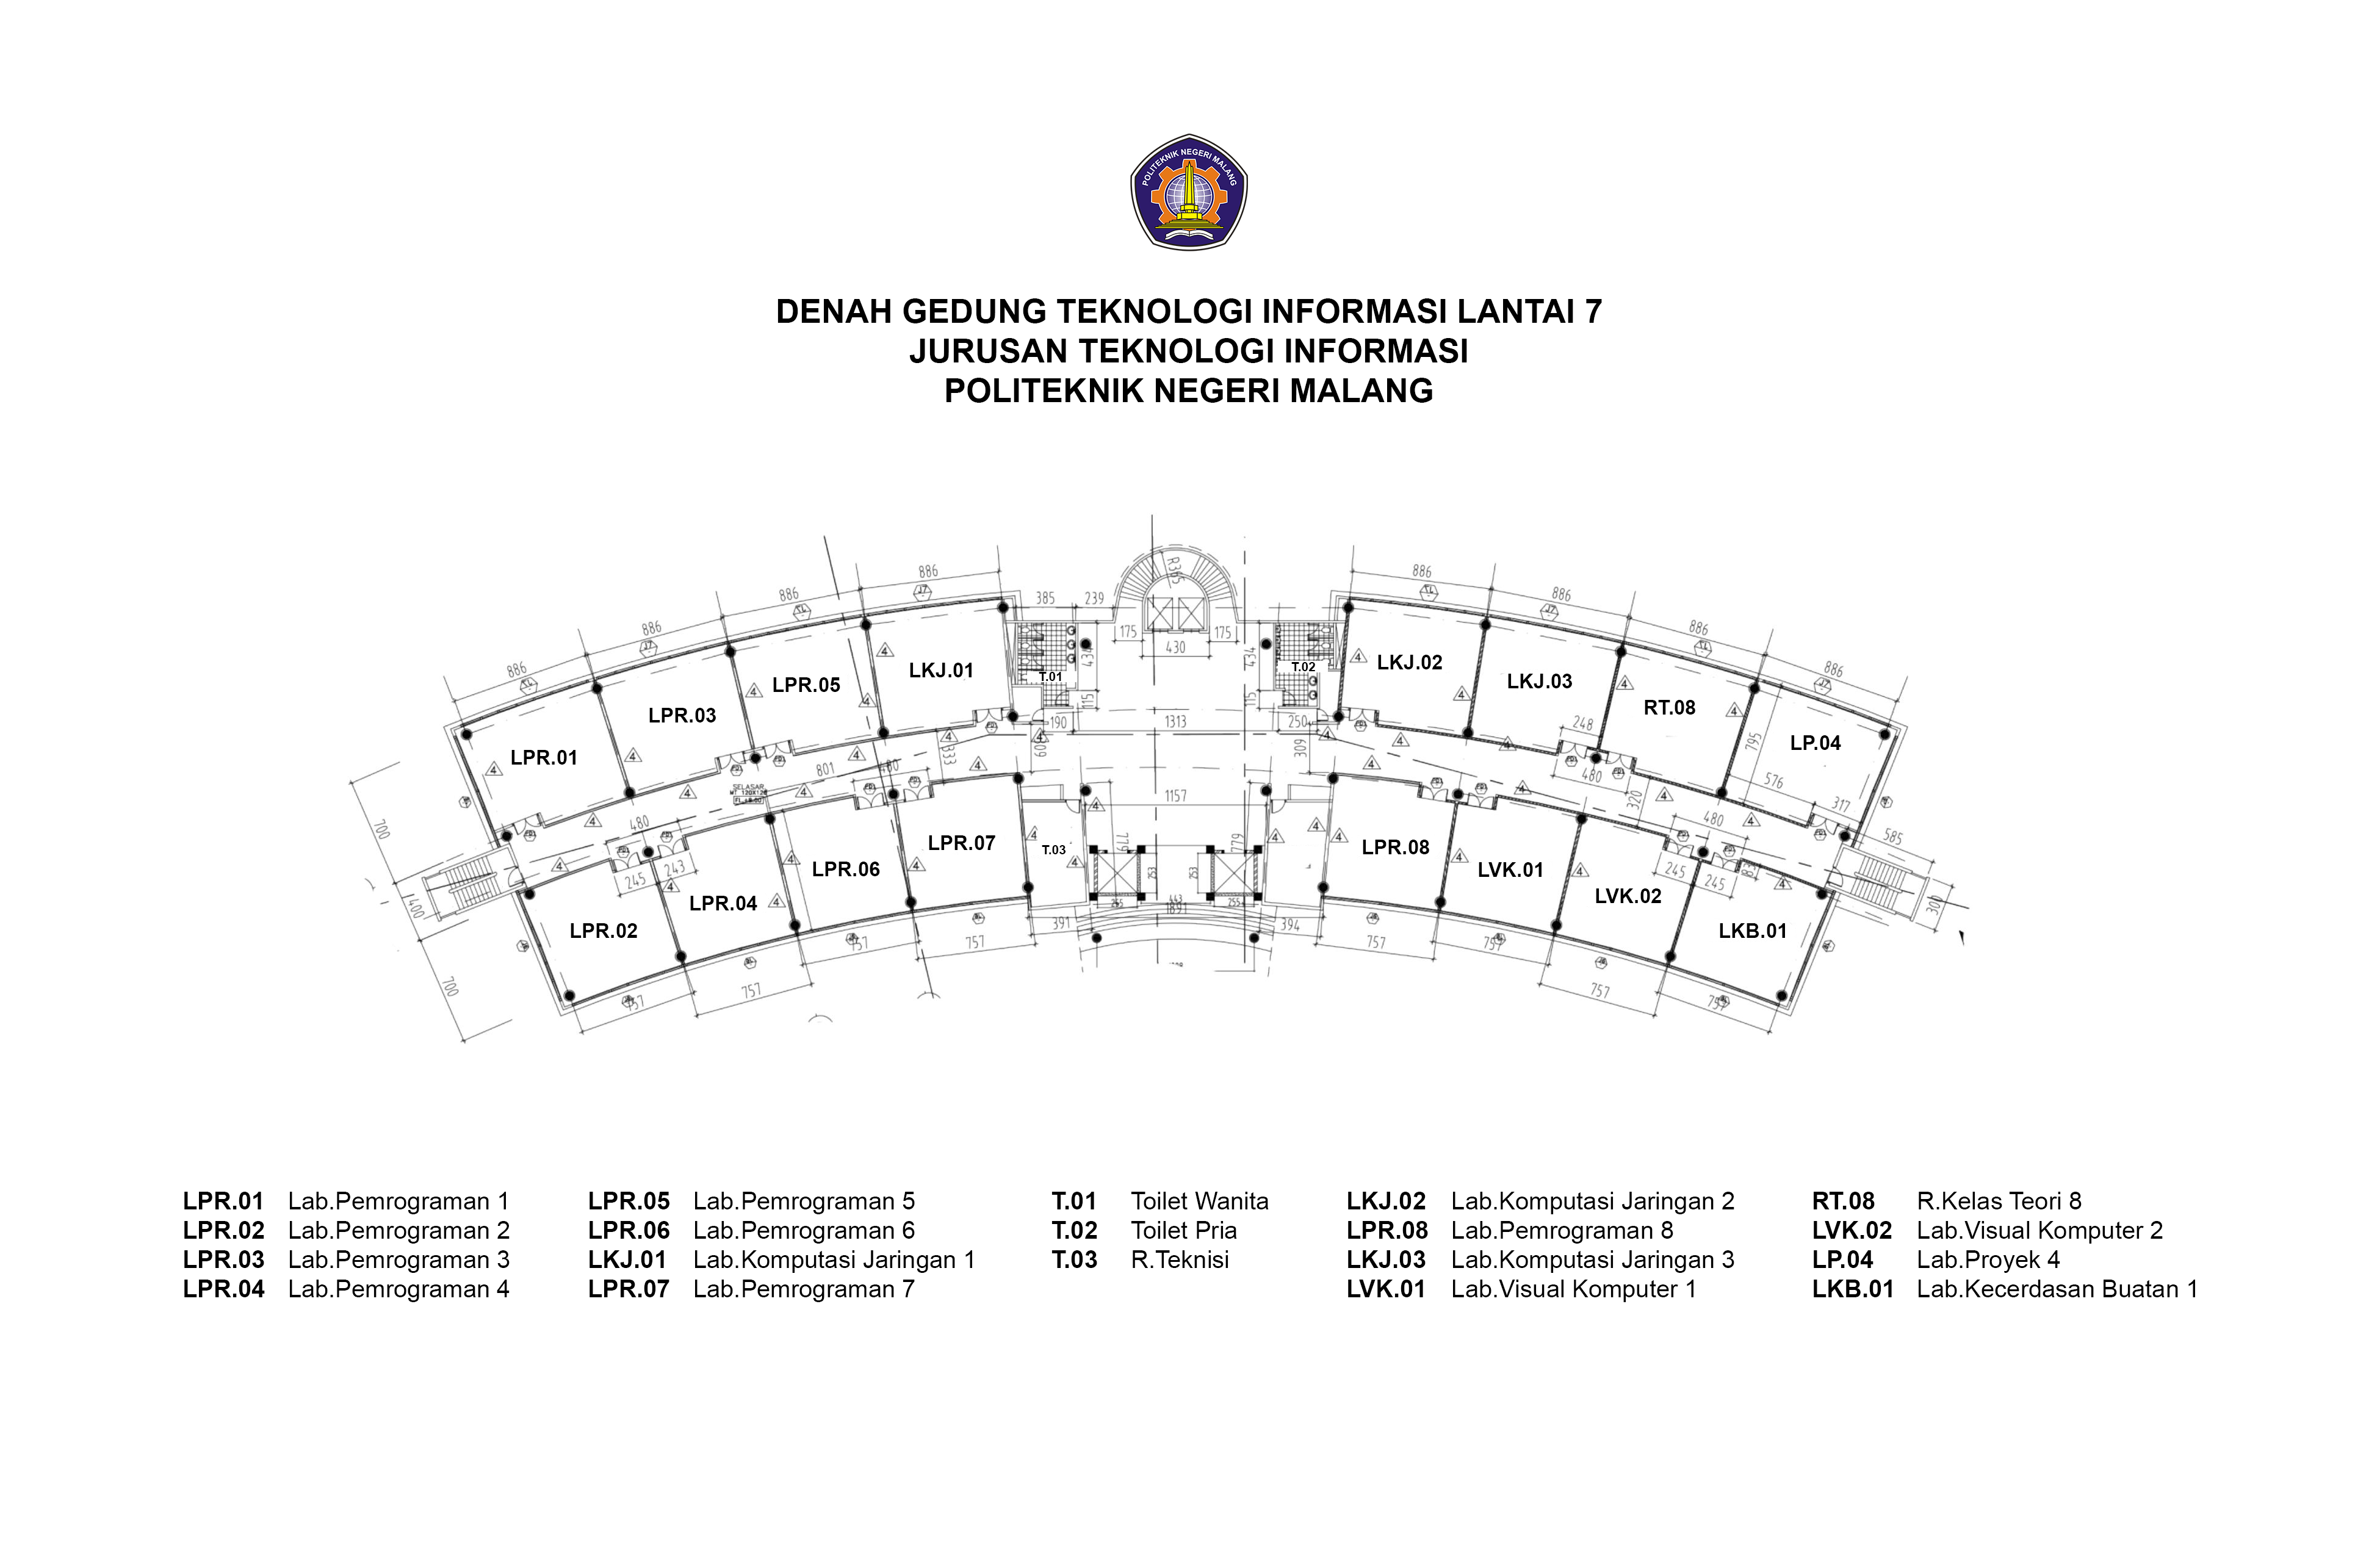 POLITEKNIK NEGERI MALANG
DENAH GEDUNG TEKNOLOGI INFORMASI LANTAI 7
JURUSAN TEKNOLOGI INFORMASI
POLITEKNIK NEGERI MALANG
886 886 886 886 886 886 886 886
385 239 R365
175 430 175
434 434
115 115
190 1313 250
LKJ.01 T.01 T.02 LKJ.02
LPR.05 LKJ.03
LPR.03 RT.08
LPR.01 LP.04
248 795
333 609 309
801 480 480 576 317
SELASAR
320 585
480 1157 480
LPR.07 T.03 LPR.08
LPR.06 LVK.01
245 243 779 779 245 245
LPR.04 LVK.02
253 253
255 443 255
1891
391 394
LPR.02 LKB.01
700 400 700 300
757 757 757 757 757 757 757 757
LPR.01 Lab.Pemrograman 1
LPR.02 Lab.Pemrograman 2
LPR.03 Lab.Pemrograman 3
LPR.04 Lab.Pemrograman 4
LPR.05 Lab.Pemrograman 5
LPR.06 Lab.Pemrograman 6
LKJ.01 Lab.Komputasi Jaringan 1
LPR.07 Lab.Pemrograman 7
T.01 Toilet Wanita
T.02 Toilet Pria
T.03 R.Teknisi
LKJ.02 Lab.Komputasi Jaringan 2
LPR.08 Lab.Pemrograman 8
LKJ.03 Lab.Komputasi Jaringan 3
LVK.01 Lab.Visual Komputer 1
RT.08 R.Kelas Teori 8
LVK.02 Lab.Visual Komputer 2
LP.04 Lab.Proyek 4
LKB.01 Lab.Kecerdasan Buatan 1